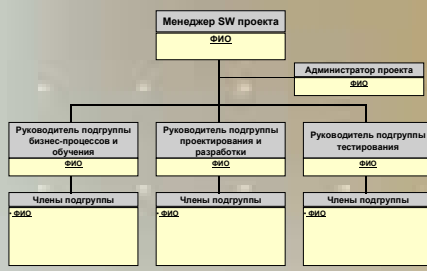 Менеджер SW проекта
ФИО
Администратор проекта
ФИО
Руководитель подгруппы
бизнес-процессов и
обучения
ФИО
Руководитель подгруппы
проектирования и
разработки
ФИО
Руководитель подгруппы
тестирования
ФИО
Члены подгруппы
• ФИО
Члены подгруппы
• ФИО
Члены подгруппы
• ФИО